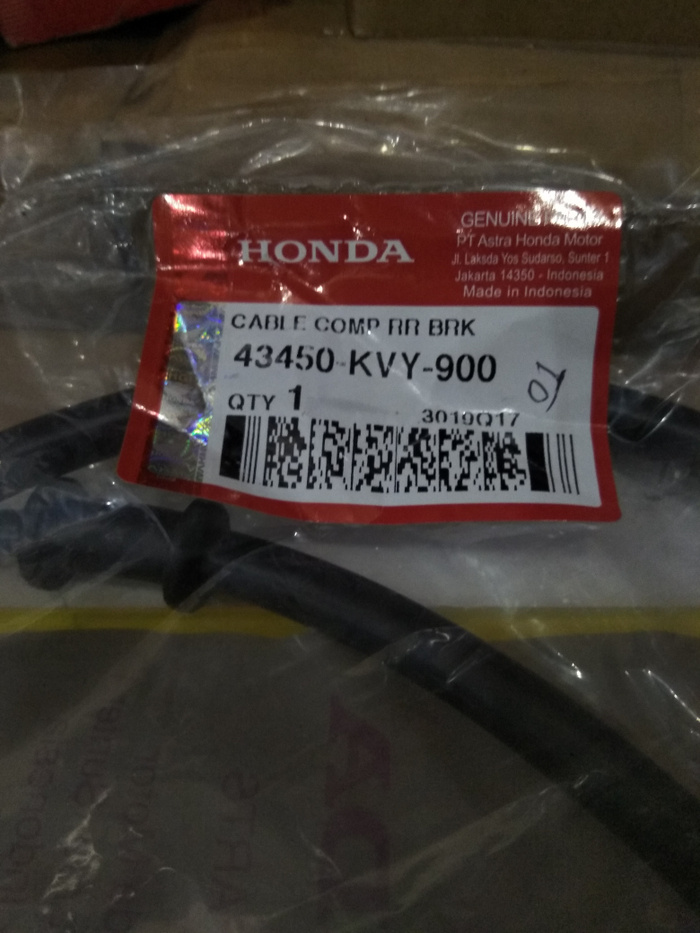 HONDA
GENUINE
PT Astra Honda Motor
Jl. Laksda Yos Sudarso, Sunter 1
Jakarta 14350 - Indonesia
Made in Indonesia
CABLE COMP RR BRK
43450-KVY-900
QTY 1
3019Q17
01